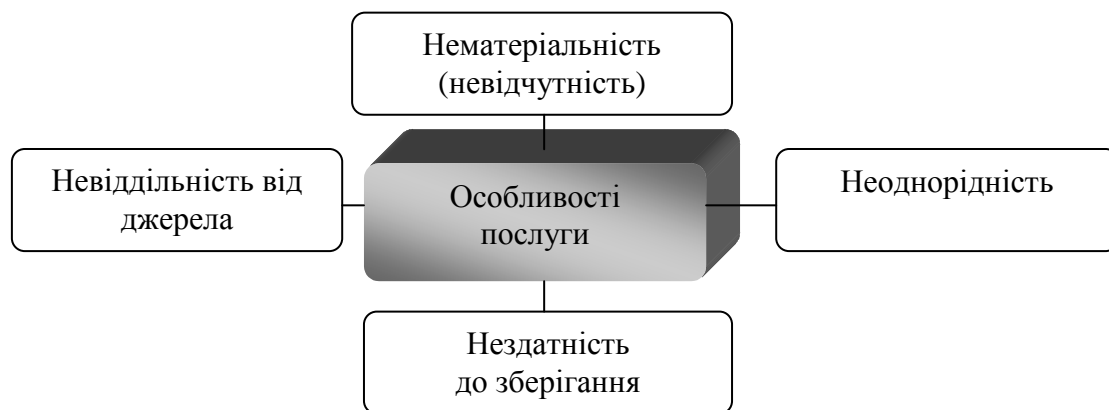 Нематеріальність
(невідчутність)
Невіддільність від
джерела
Особливості
послуги
Неоднорідність
Нездатність
до зберігання